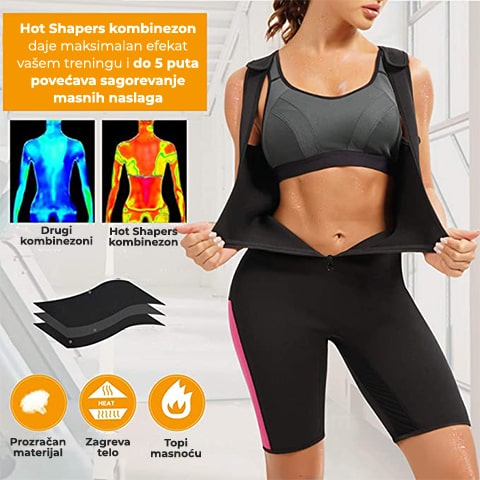 Hot Shapers kombinezon
daje maksimalan efekat
vašem treningu i do 5 puta
povećava sagorevanje
masnih naslaga
Drugi
kombinezoni
Hot Shapers
kombinezon
HEAT
Prozračan
materijal
Zagreva
telo
Topi
masnoću